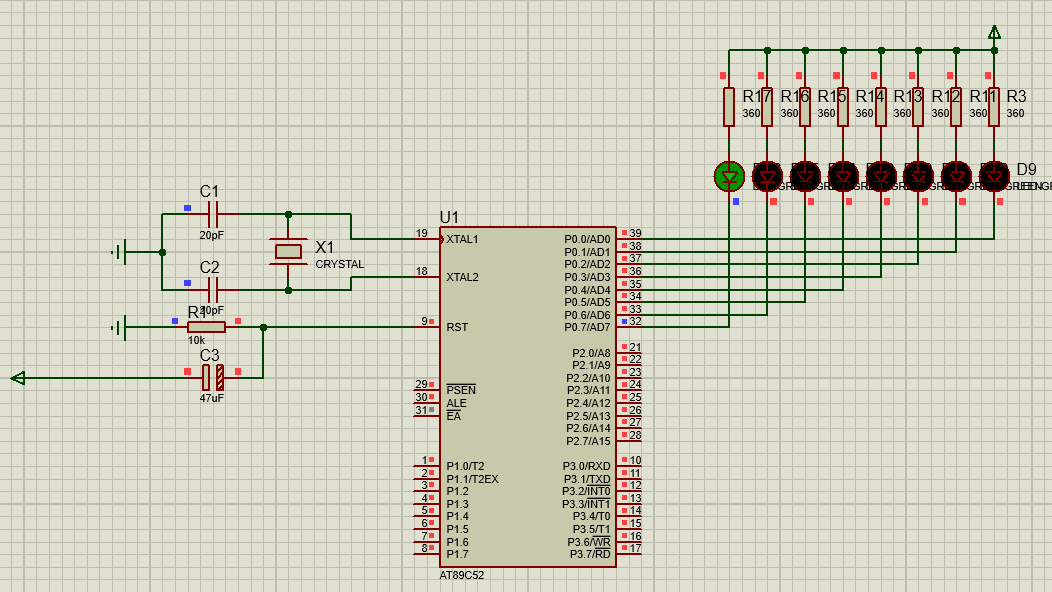 R17 R16 R15 R14 R13 R12 R11 R3
360 360 360 360 360 360 360 360
D9
C1
20pF
X1
CRYSTAL
C2
20pF
R1
10k
C3
47uF
U1
19 XTAL1
18 XTAL2
9 RST
29 PSEN
30 ALE
31 EA
1 P1.0/T2
2 P1.1/T2EX
3 P1.2
4 P1.3
5 P1.4
6 P1.5
7 P1.6
8 P1.7
P0.0/AD0 39
P0.1/AD1 38
P0.2/AD2 37
P0.3/AD3 36
P0.4/AD4 35
P0.5/AD5 34
P0.6/AD6 33
P0.7/AD7 32
P2.0/A8 21
P2.1/A9 22
P2.2/A10 23
P2.3/A11 24
P2.4/A12 25
P2.5/A13 26
P2.6/A14 27
P2.7/A15 28
P3.0/RXD 10
P3.1/TXD 11
P3.2/INT0 12
P3.3/INT1 13
P3.4/T0 14
P3.5/T1 15
P3.6/WR 16
P3.7/RD 17
AT89C52